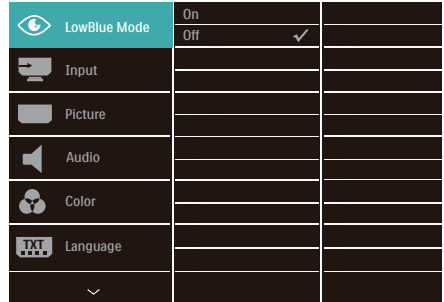 LowBlue Mode
On
Off
Input
Picture
Audio
Color
TXT
Language